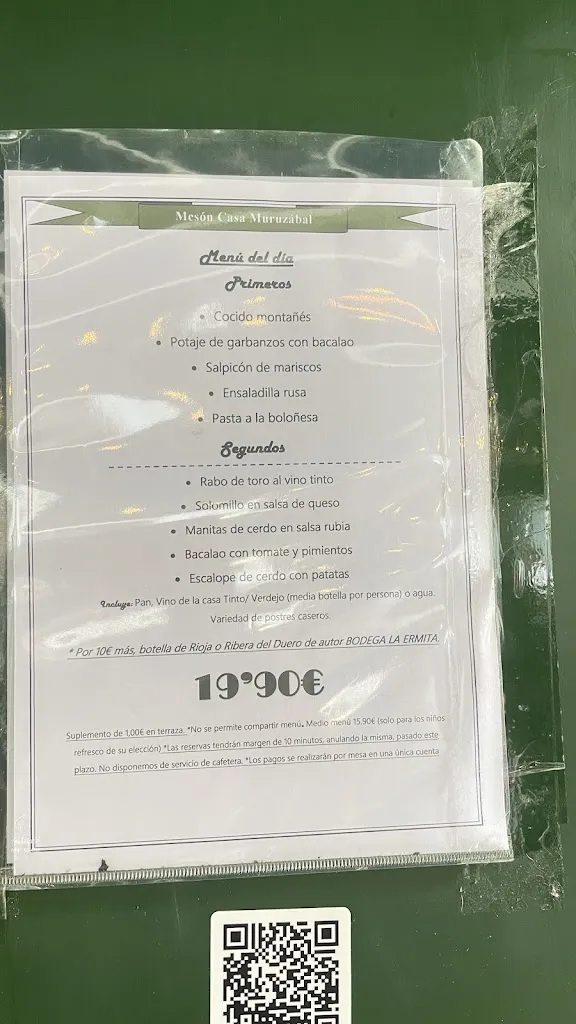 Mesón Casa Muruzábal
Menú del día
Primeros
• Cocido montañés
• Potaje de garbanzos con bacalao
• Salpicón de mariscos
• Ensaladilla rusa
• Pasta a la boloñesa
Segundos
• Rabo de toro al vino tinto
• Solomillo en salsa de queso
• Manitas de cerdo en salsa rubia
• Bacalao con tomate y pimientos
• Escalope de cerdo con patatas
Incluye: Pan, Vino de la casa Tinto/ Verdejo (media botella por persona) o agua.
Variedad de postres caseros.
* Por 10€ más, botella de Rioja o Ribera del Duero de autor BODEGA LA ERMITA.
19'90€
Suplemento de 1,00€ en terraza. *No se permite compartir menú. Medio menú 15.90€ (solo para los niños
refresco de su elección) *Las reservas tendrán margen de 10 minutos, anulando la misma, pasado este
plazo. No disponemos de servicio de cafetera. *Los pagos se realizarán por mesa en una única cuenta